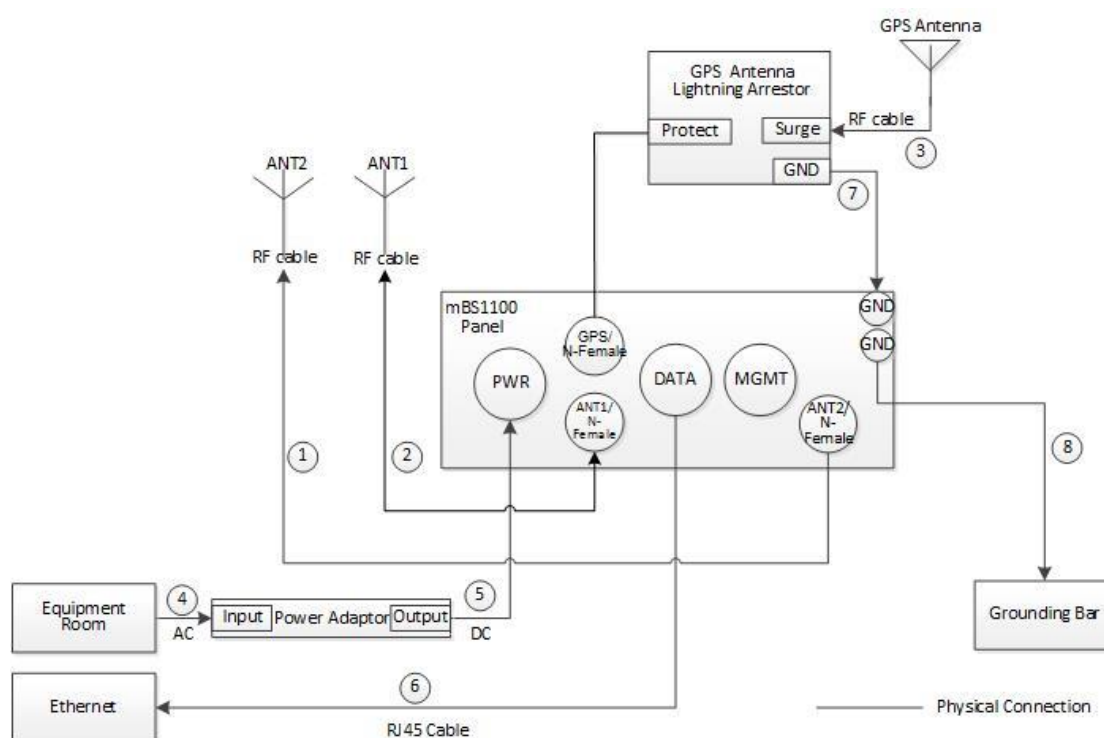 GPS Antenna
GPS Antenna
Lightning Arrestor
Protect
Surge
RF cable
3
GND
7
ANT2
ANT1
RF cable
RF cable
mBS1100
Panel
GND
GND
GPS/
N-Female
PWR
DATA
MGMT
ANT1/
N-
Female
ANT2/
N-
Female
1
2
8
Equipment
Room
4
AC
Input
Power Adaptor
Output
5
DC
Grounding Bar
Ethernet
6
RJ45 Cable
Physical Connection